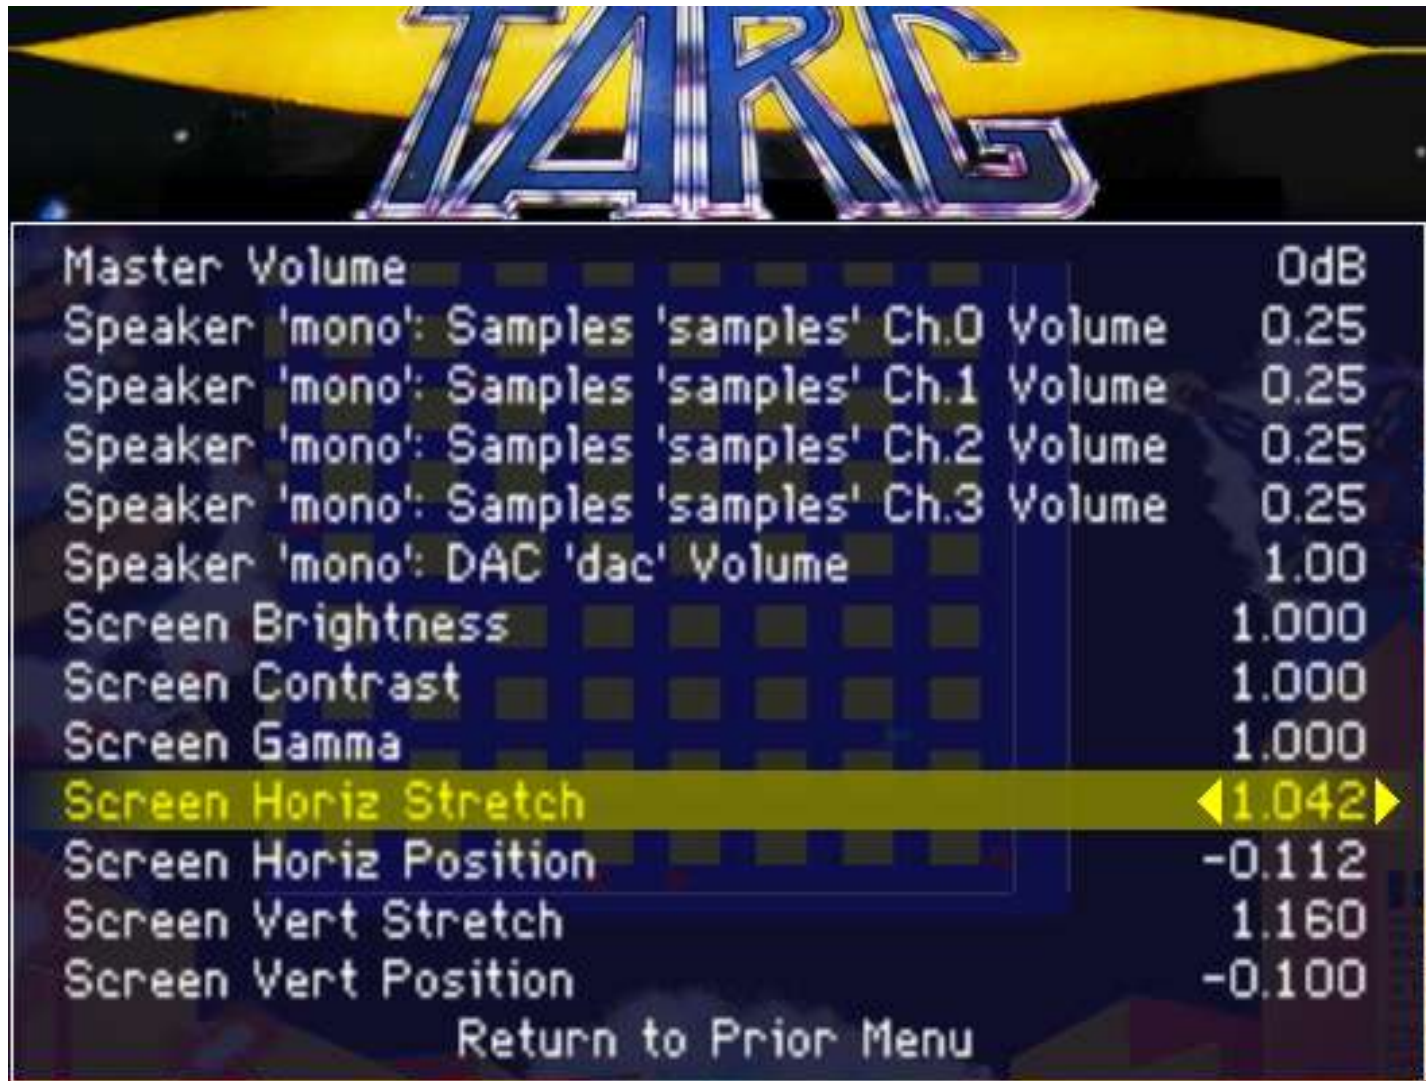 TARG
Master Volume 0dB
Speaker 'mono': Samples 'samples' Ch.0 Volume 0.25
Speaker 'mono': Samples 'samples' Ch.1 Volume 0.25
Speaker 'mono': Samples 'samples' Ch.2 Volume 0.25
Speaker 'mono': Samples 'samples' Ch.3 Volume 0.25
Speaker 'mono': DAC 'dac' Volume 1.00
Screen Brightness 1.000
Screen Contrast 1.000
Screen Gamma 1.000
Screen Horiz Stretch 1.042
Screen Horiz Position -0.112
Screen Vert Stretch 1.160
Screen Vert Position -0.100
Return to Prior Menu